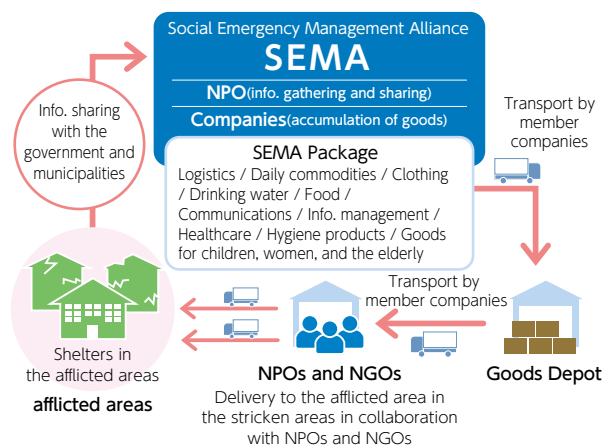 Social Emergency Management Alliance
SEMA
NPO(info. gathering and sharing)
Companies(accumulation of goods)
SEMA Package
Logistics / Daily commodities / Clothing
/ Drinking water / Food /
Communications / Info. management /
Healthcare / Hygiene products / Goods
for children, women, and the elderly
Info. sharing
with the
government and
municipalities
Transport by
member
companies
Transport by
member companies
Shelters in
the afflicted areas
afflicted areas
NPOs and NGOs
Delivery to the afflicted area in
the stricken areas in collaboration
with NPOs and NGOs
Goods Depot